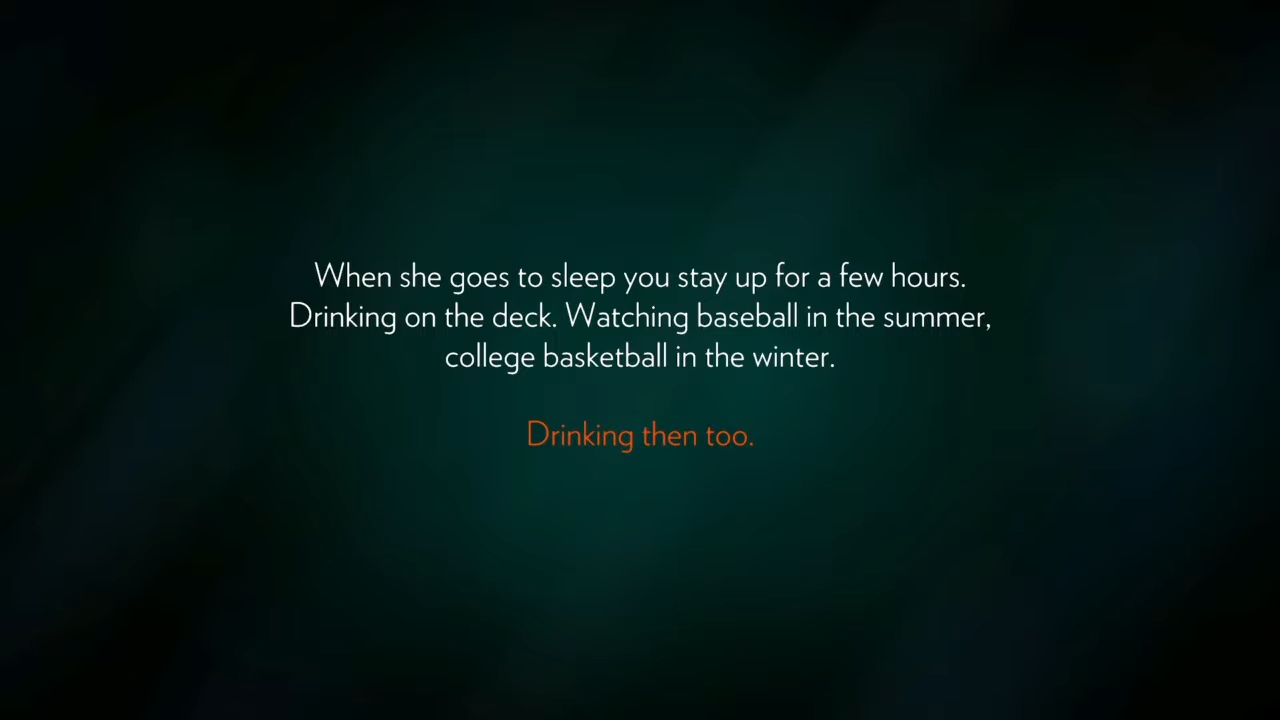 When she goes to sleep you stay up for a few hours.
Drinking on the deck. Watching baseball in the summer,
college basketball in the winter.
Drinking then too.